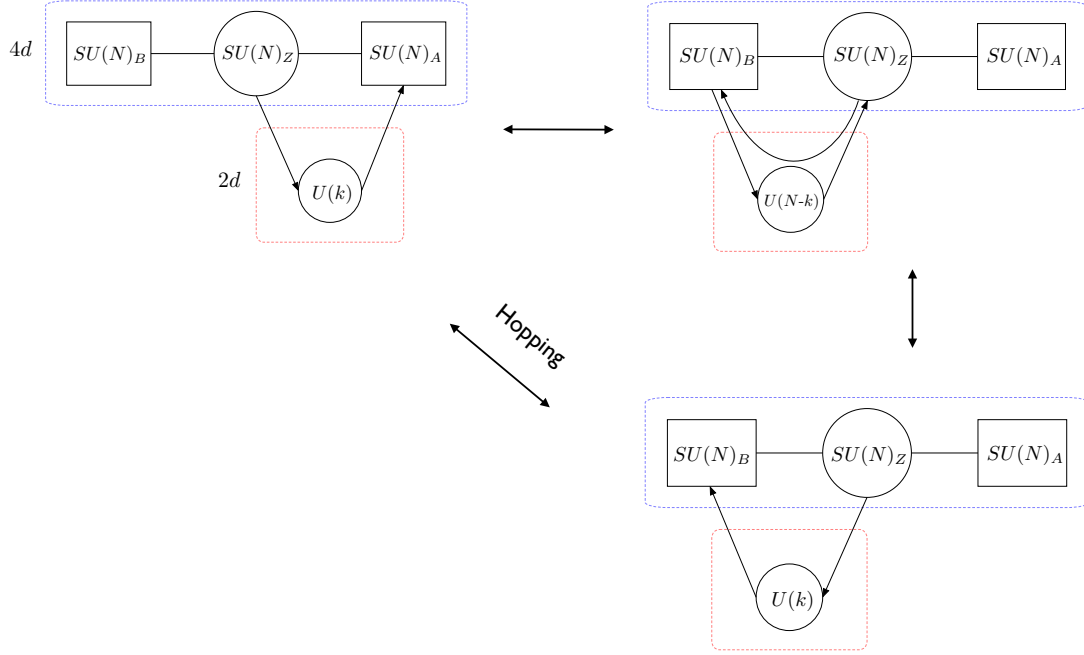 4d
SU(N)_B
SU(N)_Z
SU(N)_A
2d
U(k)
SU(N)_B
SU(N)_Z
SU(N)_A
U(N-k)
Hopping
SU(N)_B
SU(N)_Z
SU(N)_A
U(k)